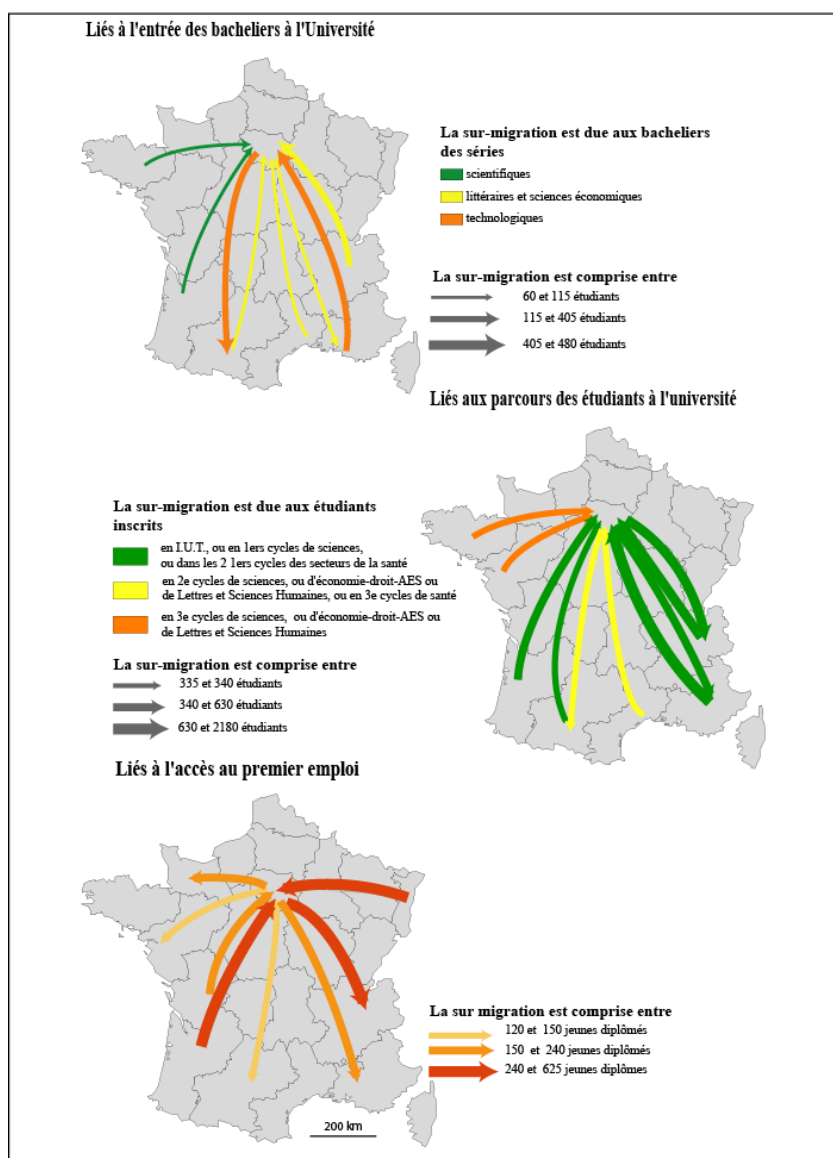 Liés à l'entrée des bacheliers à l'Université
La sur-migration est due aux bacheliers
des séries
scientifiques
littéraires et sciences économiques
technologiques
La sur-migration est comprise entre
60 et 115 étudiants
115 et 405 étudiants
405 et 480 étudiants
Liés aux parcours des étudiants à l'université
La sur-migration est due aux étudiants
inscrits
en I.U.T., ou en 1ers cycles de sciences,
ou dans les 2 1ers cycles des secteurs de la santé
en 2e cycles de sciences, ou d'économie-droit-AES ou
de Lettres et Sciences Humaines, ou en 3e cycles de santé
en 3e cycles de sciences, ou d'économie-droit-AES ou
de Lettres et Sciences Humaines
La sur-migration est comprise entre
335 et 340 étudiants
340 et 630 étudiants
630 et 2180 étudiants
Liés à l'accès au premier emploi
La sur migration est comprise entre
120 et 150 jeunes diplômés
150 et 240 jeunes diplômés
240 et 625 jeunes diplômes
200 km